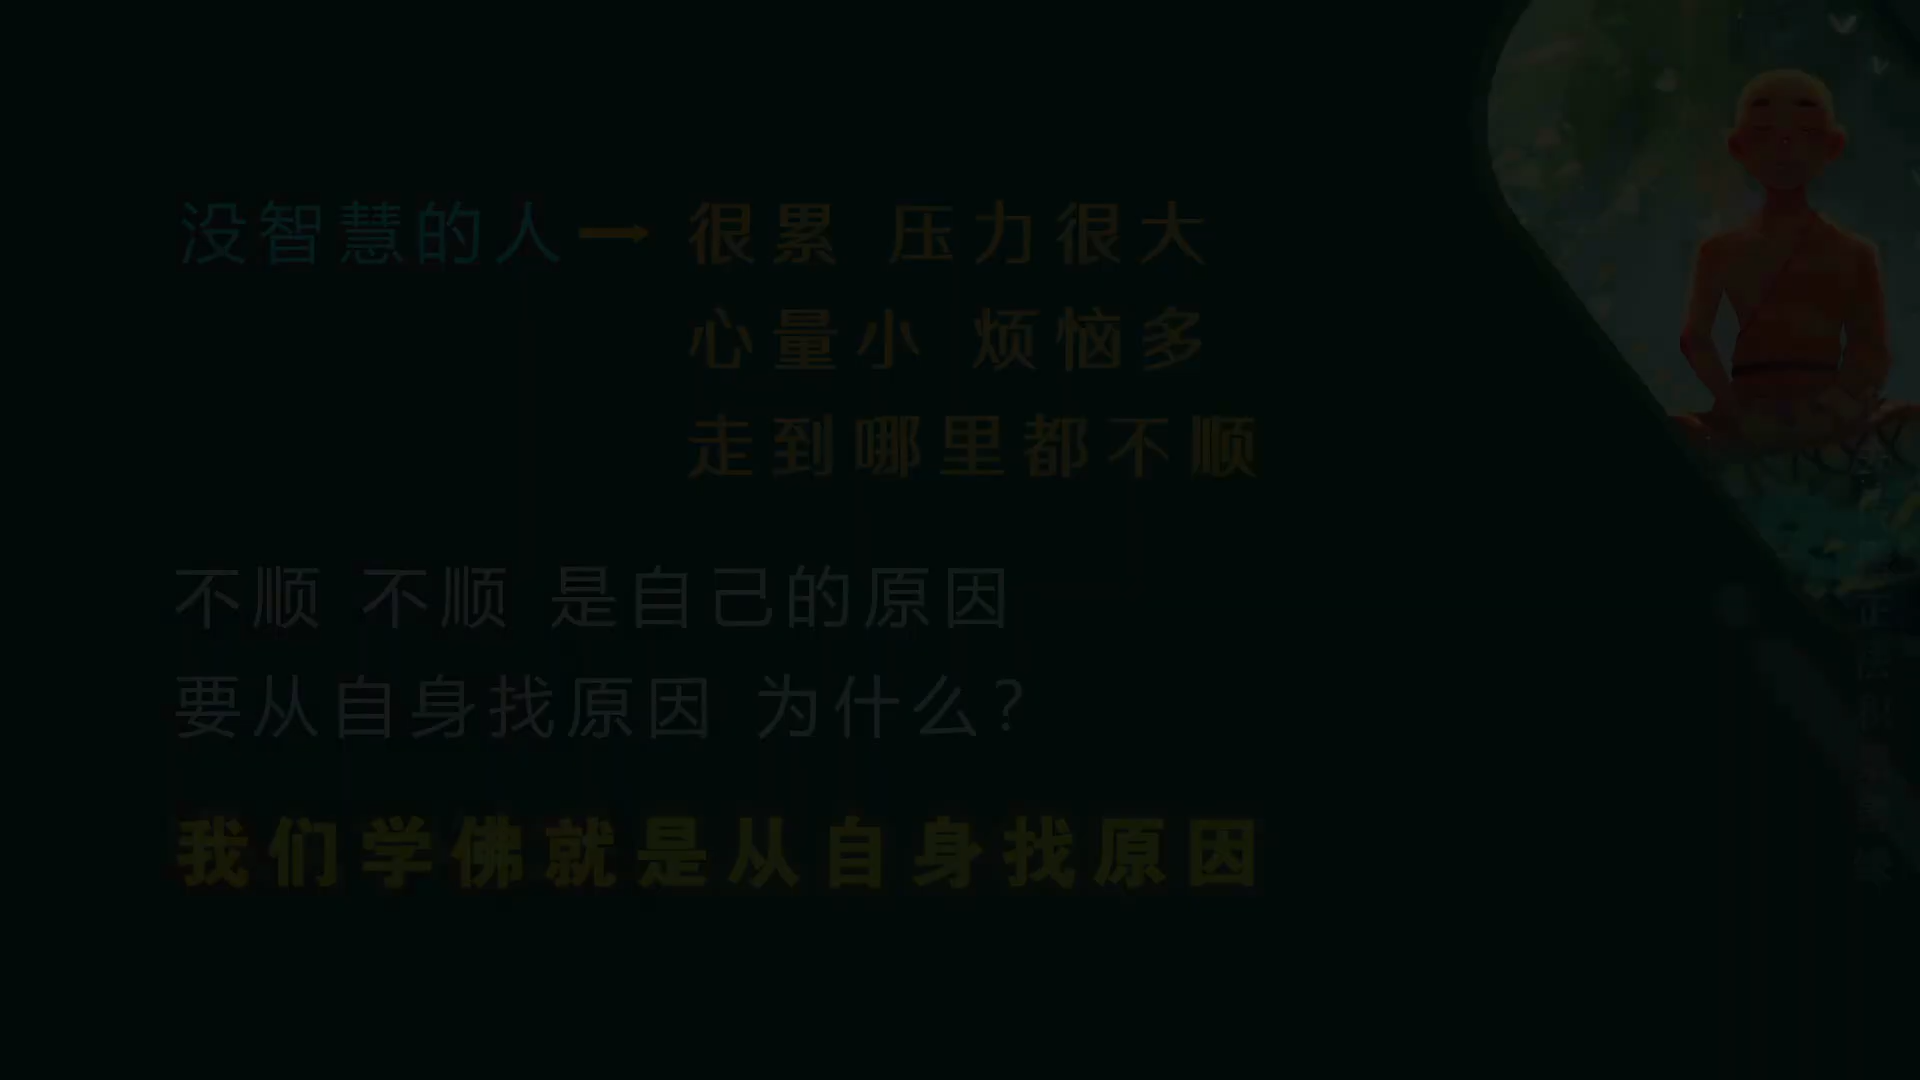 没智慧的人→很累 压力很大
心量小 烦恼多
走到哪里都不顺
不顺 不顺 是自己的原因
要从自身找原因 为什么？
我们学佛就是从自身找原因